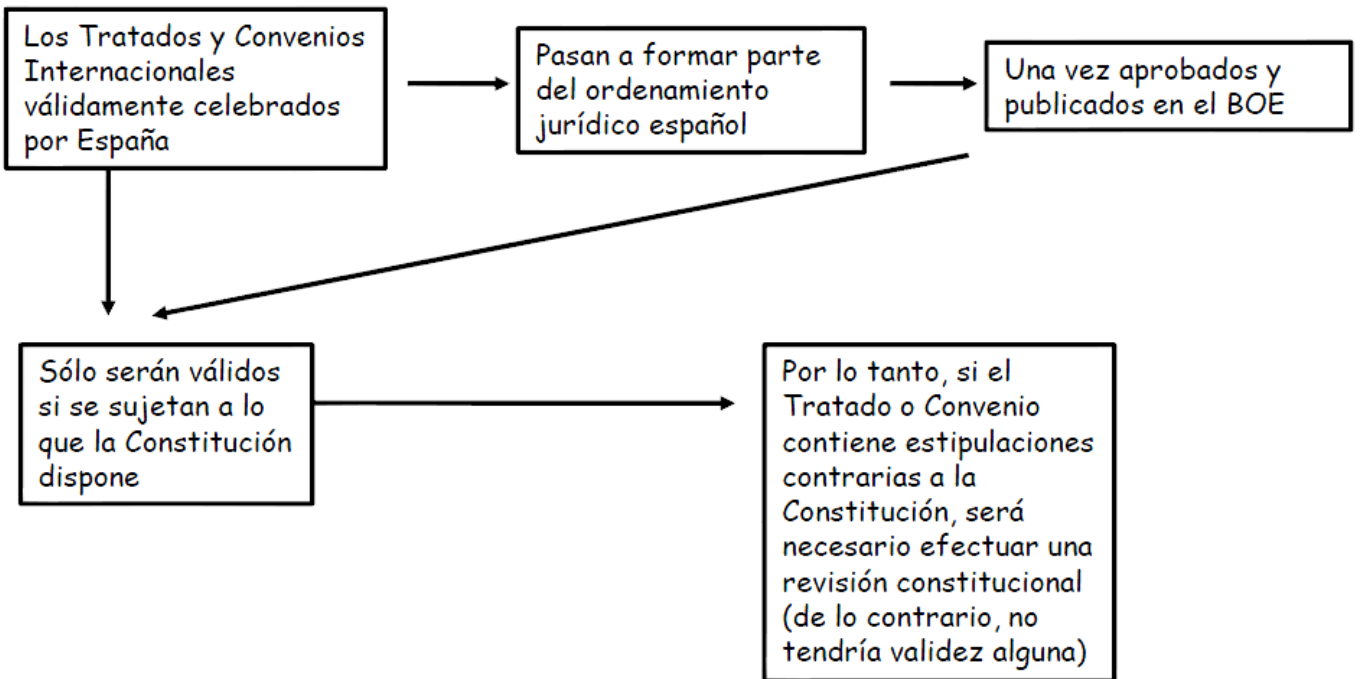 Los Tratados y Convenios
Internacionales
válidamente celebrados
por España
Pasan a formar parte
del ordenamiento
jurídico español
Una vez aprobados y
publicados en el BOE
Sólo serán válidos
si se sujetan a lo
que la Constitución
dispone
Por lo tanto, si el
Tratado o Convenio
contiene estipulaciones
contrarias a la
Constitución, será
necesario efectuar una
revisión constitucional
(de lo contrario, no
tendría validez alguna)